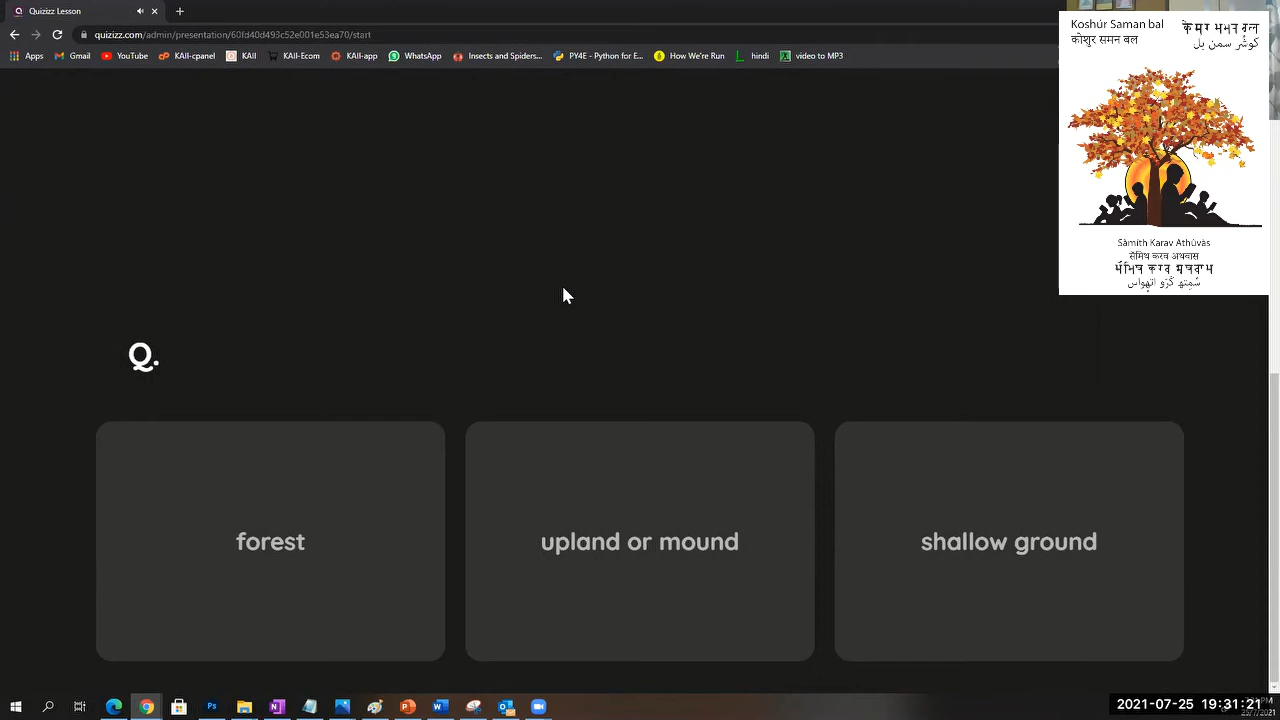 Quizizz Lesson
quizizz.com/admin/presentation/60fd40d493c52e001e53ea70/start
Apps
Gmail
YouTube
KAII-cpanel
KAII
KAII-Ecom
KAII-F-app
WhatsApp
Insects and spiders...
PY4E - Python for E...
How We're Run
hindi
video to MP3
Koshúr Saman bal
कोशुर समन बल
کوشُر سمن بل
Sâmith Karav Athùvàs
सॅमिथ करव अथवास
Q.
forest
upland or mound
shallow ground
2021-07-25 19:31:21